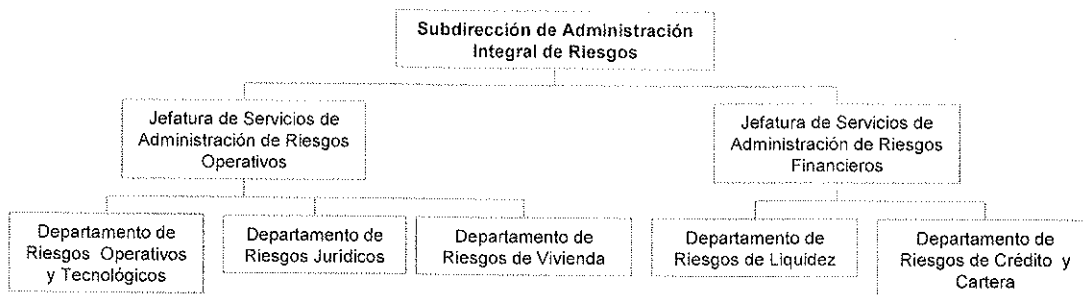 Subdirección de Administración
Integral de Riesgos
Jefatura de Servicios de
Administración de Riesgos
Operativos
Jefatura de Servicios de
Administración de Riesgos
Financieros
Departamento de
Riesgos Operativos
y Tecnológicos
Departamento de
Riesgos Jurídicos
Departamento de
Riesgos de Vivienda
Departamento de
Riesgos de Liquidez
Departamento de
Riesgos de Crédito y
Cartera